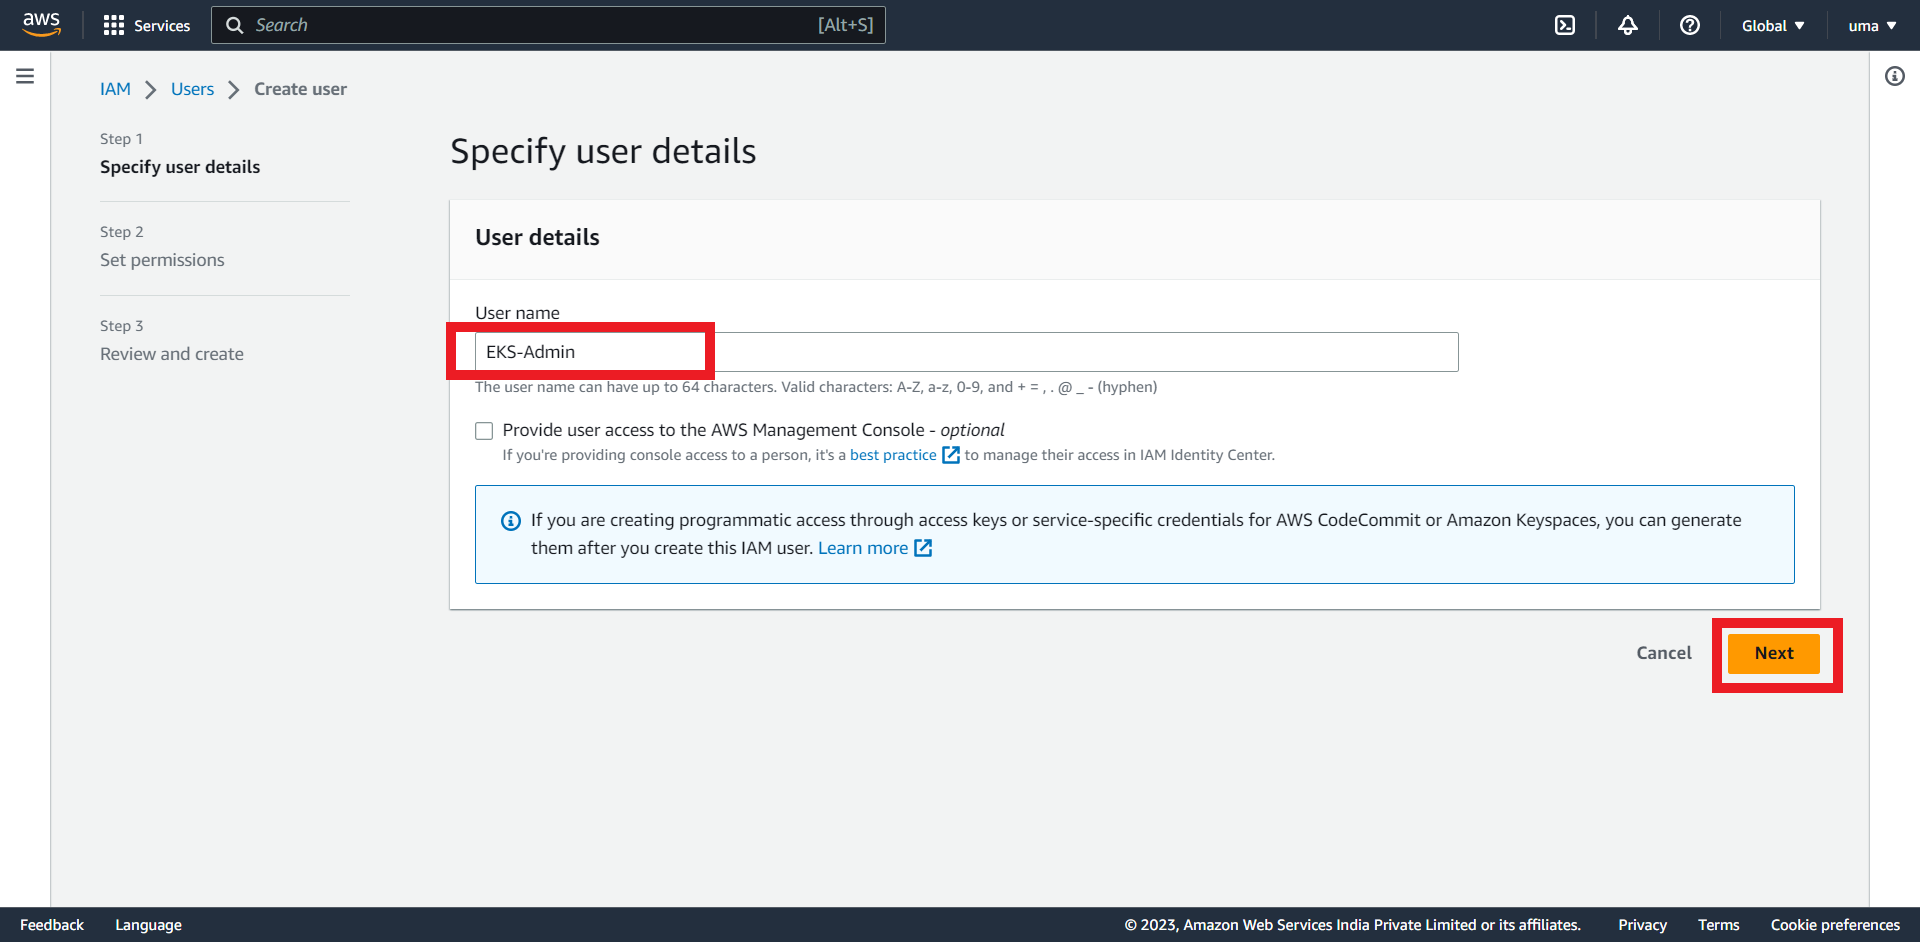 aws
Services
Search
[Alt+S]
Global
uma
IAM
Users
Create user
Step 1
Specify user details
Step 2
Set permissions
Step 3
Review and create
Specify user details
User details
User name
EKS-Admin
The user name can have up to 64 characters. Valid characters: A-Z, a-z, 0-9, and + = , . @ _ - (hyphen)
Provide user access to the AWS Management Console - optional
If you're providing console access to a person, it's a best practice to manage their access in IAM Identity Center.
If you are creating programmatic access through access keys or service-specific credentials for AWS CodeCommit or Amazon Keyspaces, you can generate
them after you create this IAM user. Learn more
Cancel
Next
Feedback
Language
© 2023, Amazon Web Services India Private Limited or its affiliates.
Privacy
Terms
Cookie preferences